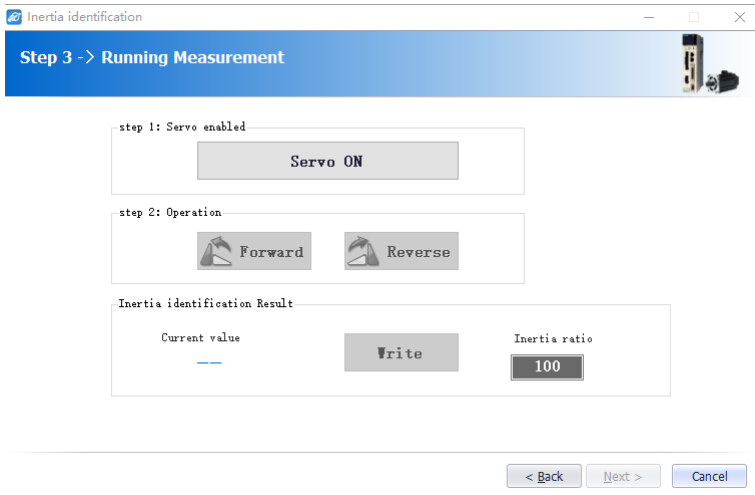 Inertia identification
Step 3 -> Running Measurement
step 1: Servo enabled
Servo ON
step 2: Operation
Forward Reverse
Inertia identification Result
Current value Inertia ratio
—— Write 100
< Back Next > Cancel